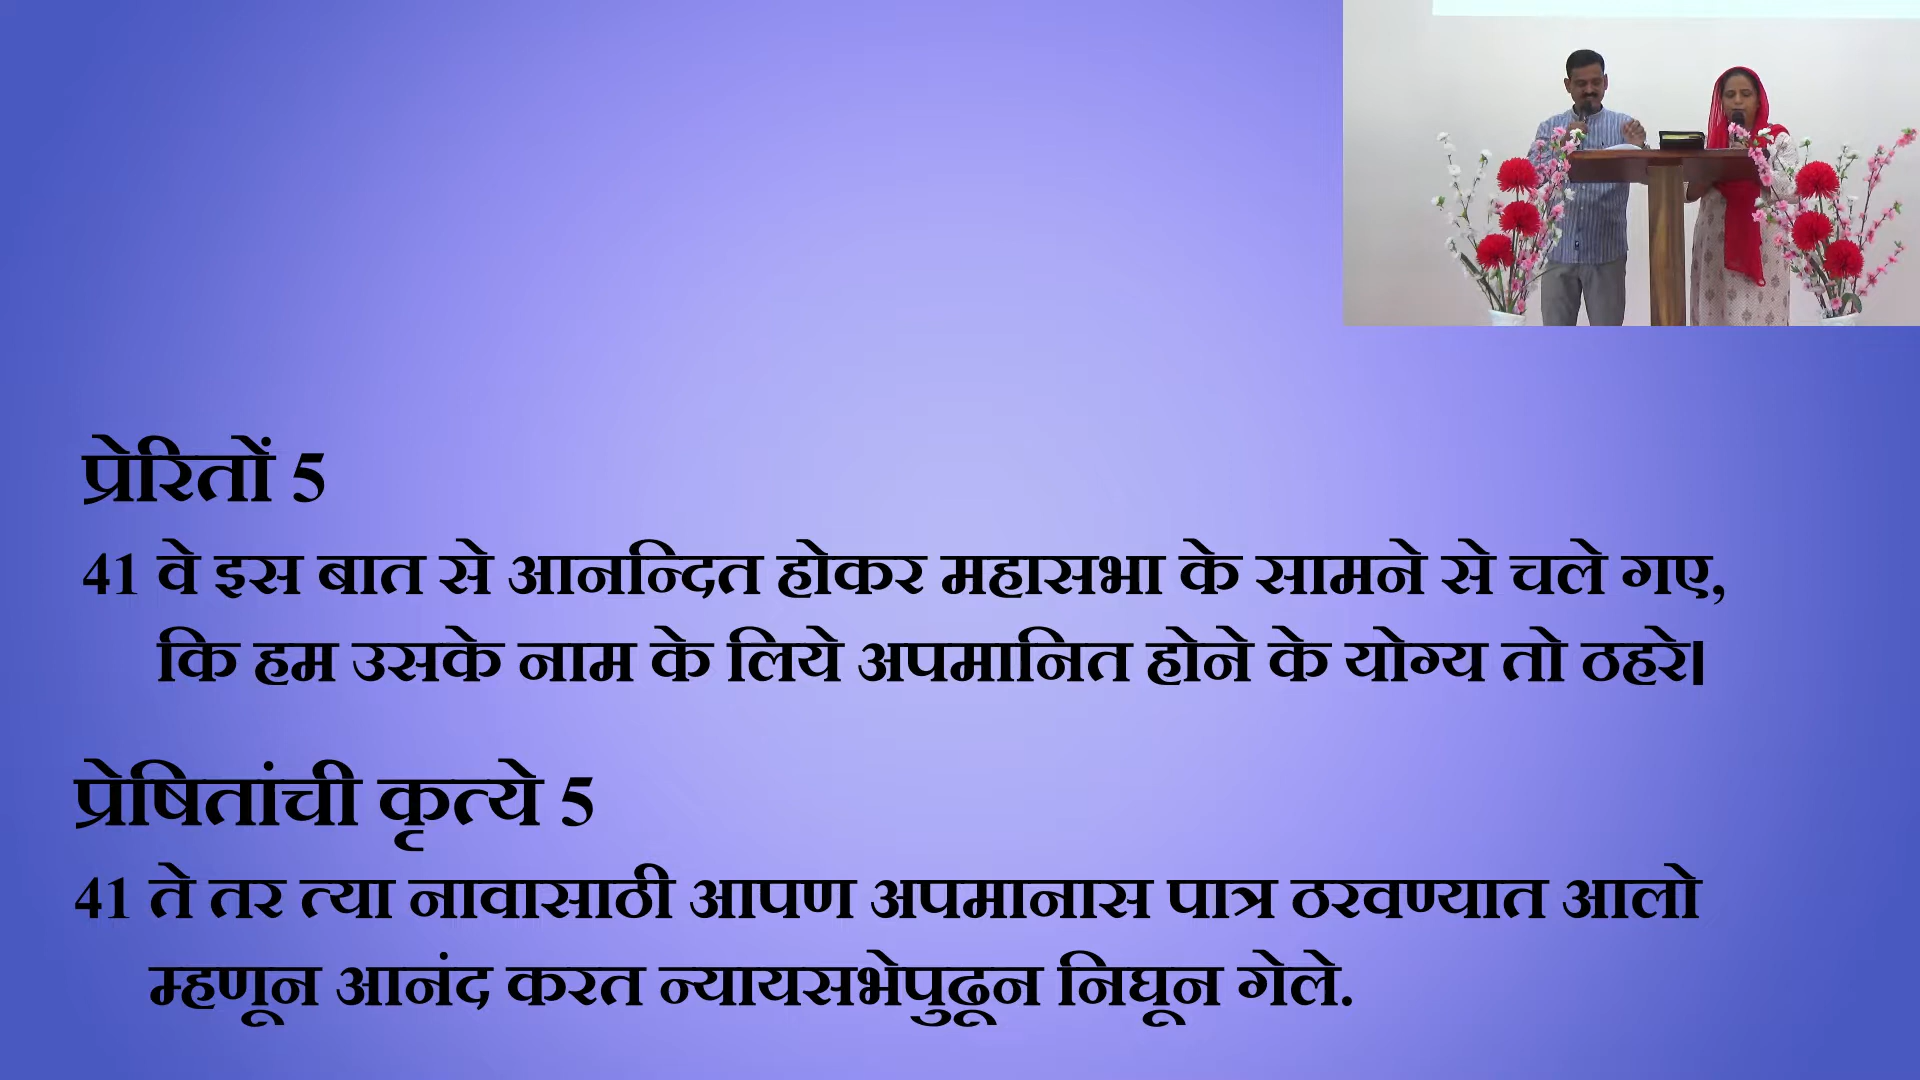 प्रेरितों 5
41 वे इस बात से आनन्दित होकर महासभा के सामने से चले गए,
कि हम उसके नाम के लिये अपमानित होने के योग्य तो ठहरे।
प्रेषितांची कृत्ये 5
41 ते तर त्या नावासाठी आपण अपमानास पात्र ठरवण्यात आलो
म्हणून आनंद करत न्यायसभेपुढून निघून गेले.